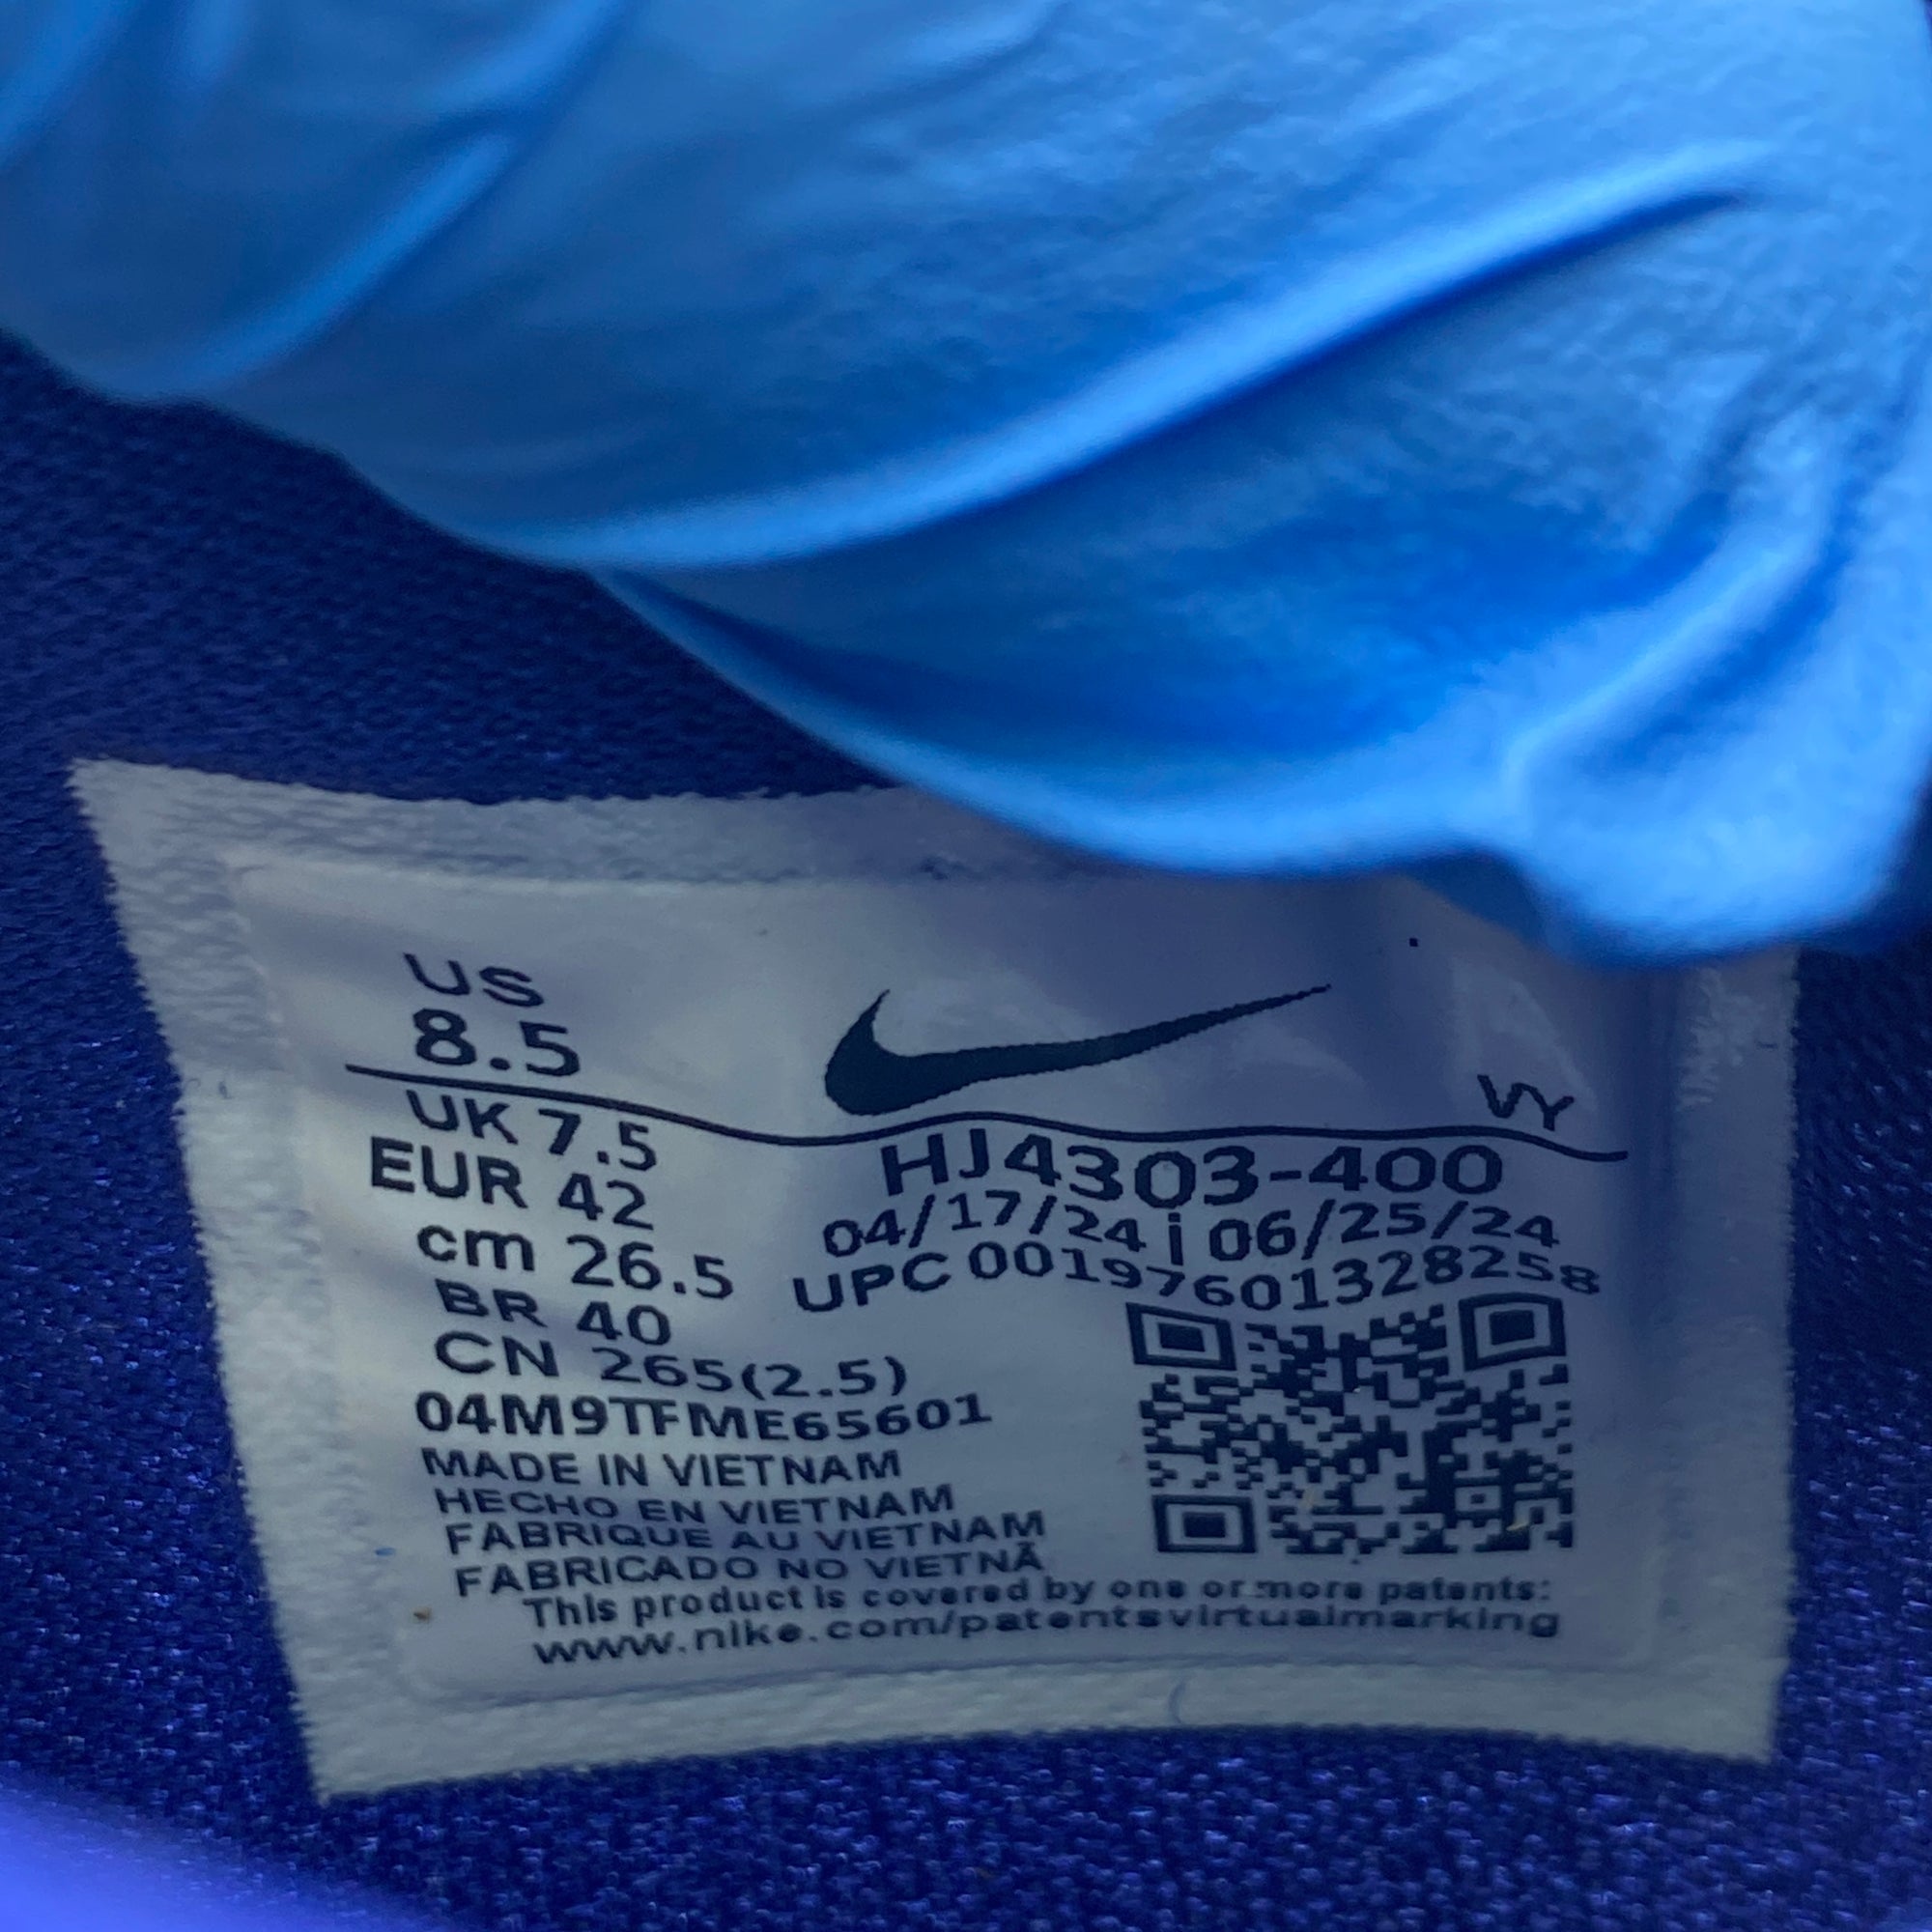 US
8.5
VY
UK 7.5
EUR 42
cm 26.5
BR 40
CN 265(2.5)
HJ4303-400
04/17/24 i 06/25/24
UPC 00197601328258
04M9TFME65601
MADE IN VIETNAM
HECHO EN VIETNAM
FABRIQUE AU VIETNAM
FABRICADO NO VIETNÃ
This product is covered by one or more patents:
www.nike.com/patentsvirtualmarking